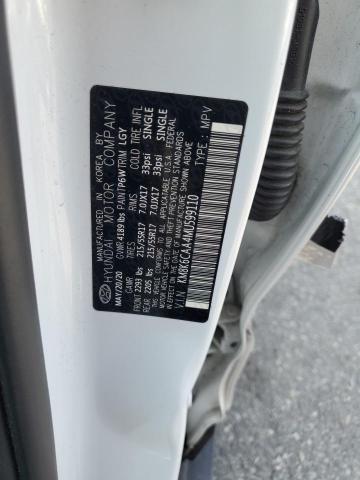 MANUFACTURED IN KOREA BY
HYUNDAI MOTOR COMPANY
GVWR 4189 lbs PAINT P6W TRIM LGY
MAY/20/20 TIRES COLD TIRE INFL
FRONT 2293 lbs 215/55R17 7.0JX17 33psi SINGLE
REAR 2205 lbs 215/55R17 7.0JX17 33psi SINGLE
THIS VEHICLE CONFORMS TO ALL APPLICABLE U.S.A. FEDERAL
MOTOR VEHICLE SAFETY, BUMPER, AND THEFT PREVENTION STANDARDS
IN EFFECT ON THE DATE OF MANUFACTURE SHOWN ABOVE
V.I.N : KM8K6CAA4MU599110 TYPE : MPV